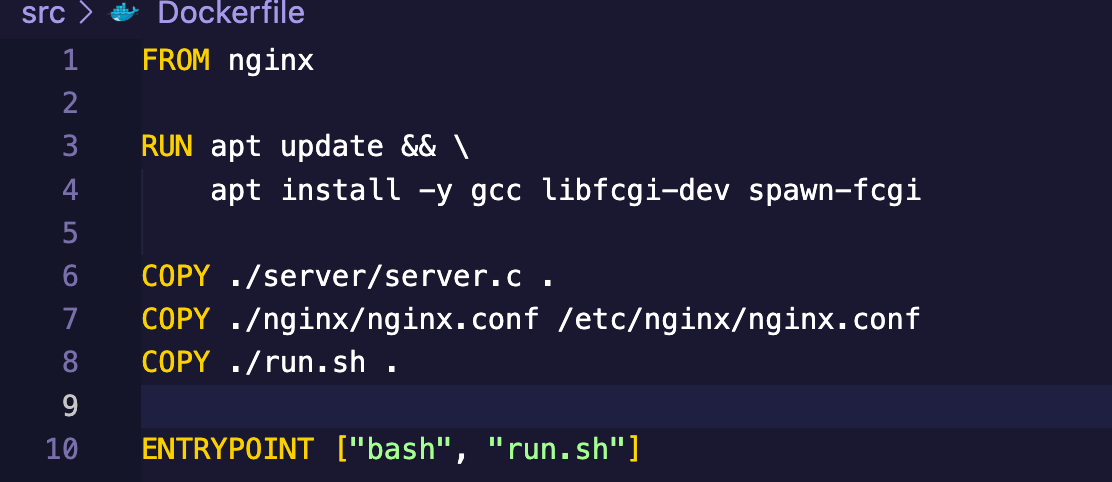 src > Dockerfile
1 FROM nginx
2
3 RUN apt update && \
4     apt install -y gcc libfcgi-dev spawn-fcgi
5
6 COPY ./server/server.c .
7 COPY ./nginx/nginx.conf /etc/nginx/nginx.conf
8 COPY ./run.sh .
9
10 ENTRYPOINT ["bash", "run.sh"]